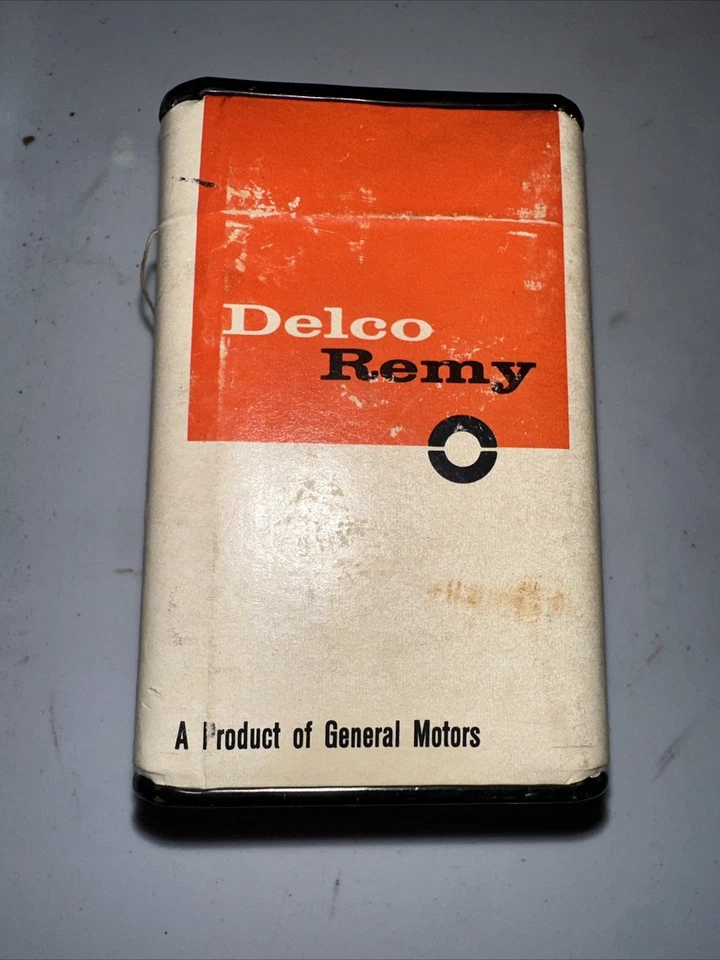 Delco
Remy
A Product of General Motors